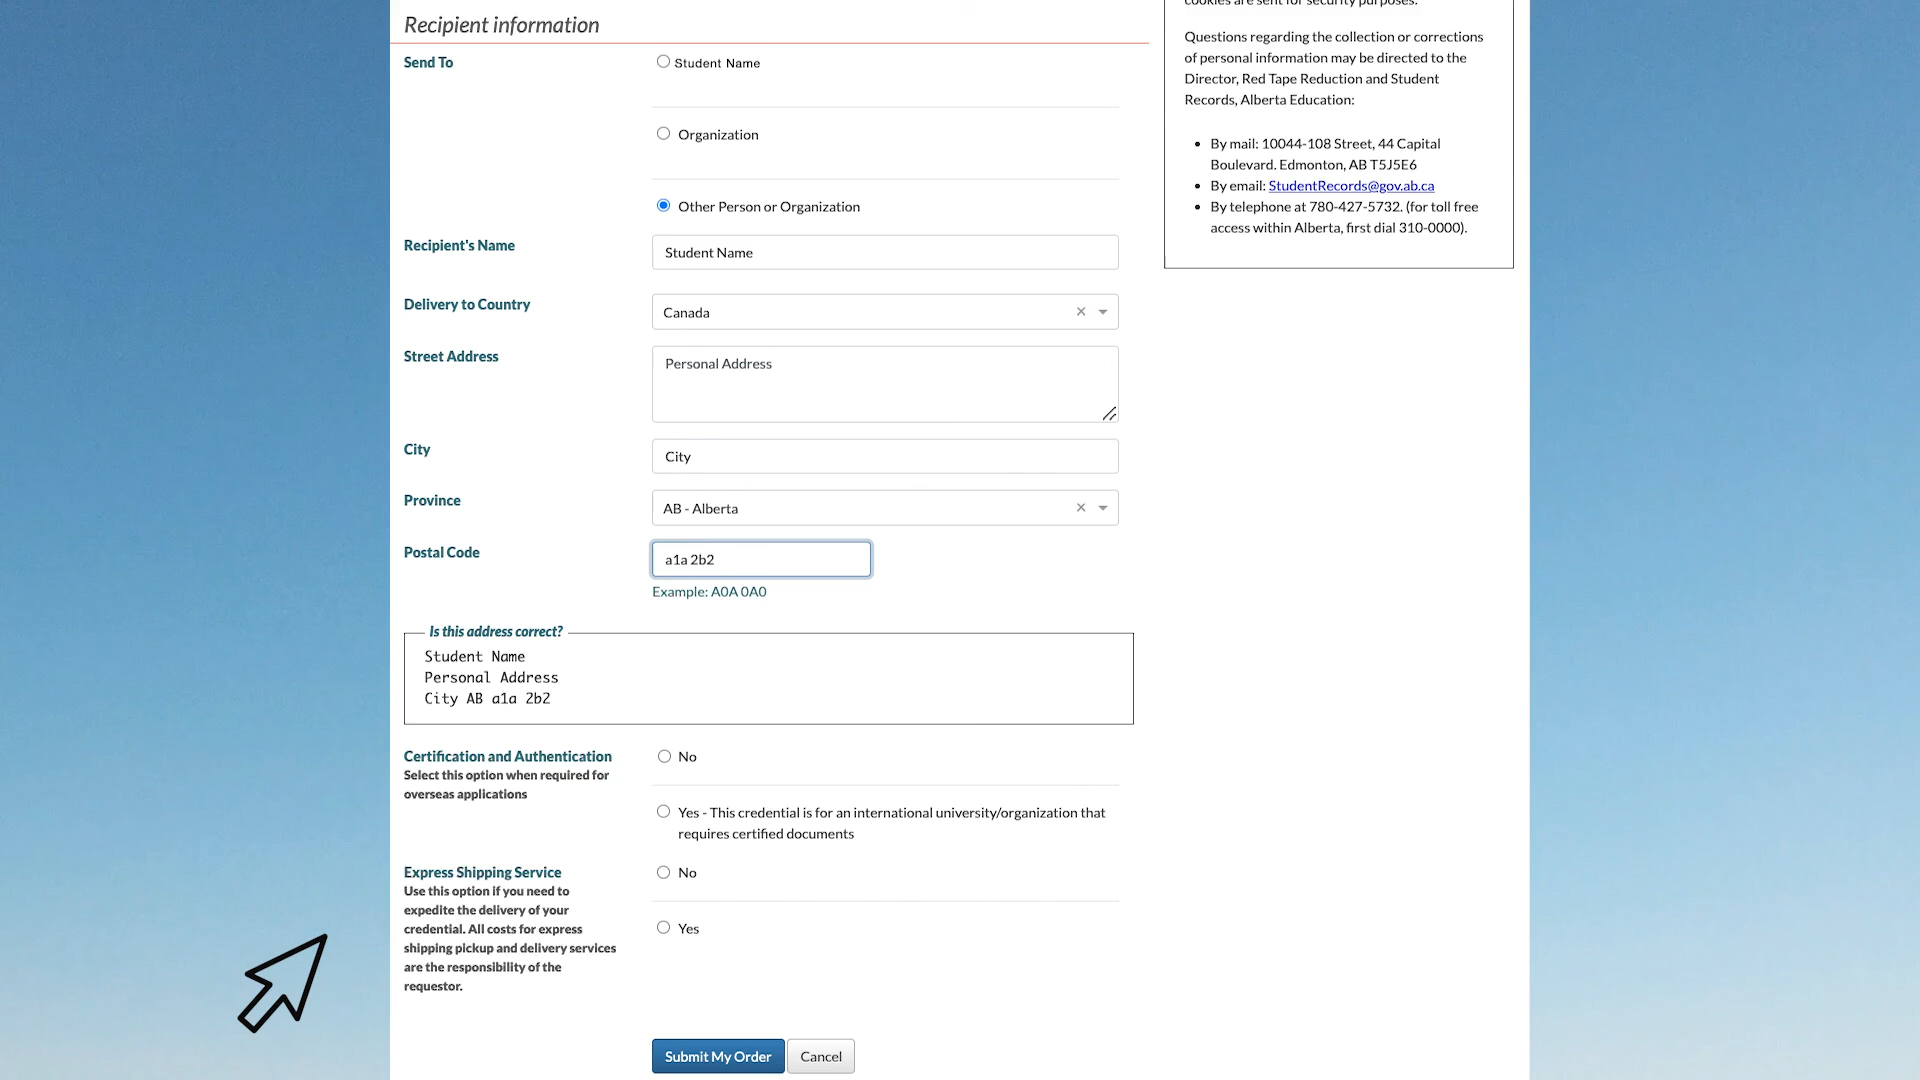 Recipient information
Send To
Student Name
Organization
Other Person or Organization
Recipient's Name
Student Name
Delivery to Country
Canada
Street Address
Personal Address
City
City
Province
AB - Alberta
Postal Code
a1a 2b2
Example: A0A 0A0
Is this address correct?
Student Name
Personal Address
City AB a1a 2b2
Certification and Authentication
Select this option when required for
overseas applications
No
Yes - This credential is for an international university/organization that
requires certified documents
Express Shipping Service
Use this option if you need to
expedite the delivery of your
credential. All costs for express
shipping pickup and delivery services
are the responsibility of the
requestor.
No
Yes
Submit My Order
Cancel
cookies are sent for security purposes.
Questions regarding the collection or corrections
of personal information may be directed to the
Director, Red Tape Reduction and Student
Records, Alberta Education:
• By mail: 10044-108 Street, 44 Capital
Boulevard. Edmonton, AB T5J5E6
• By email: StudentRecords@gov.ab.ca
• By telephone at 780-427-5732. (for toll free
access within Alberta, first dial 310-0000).